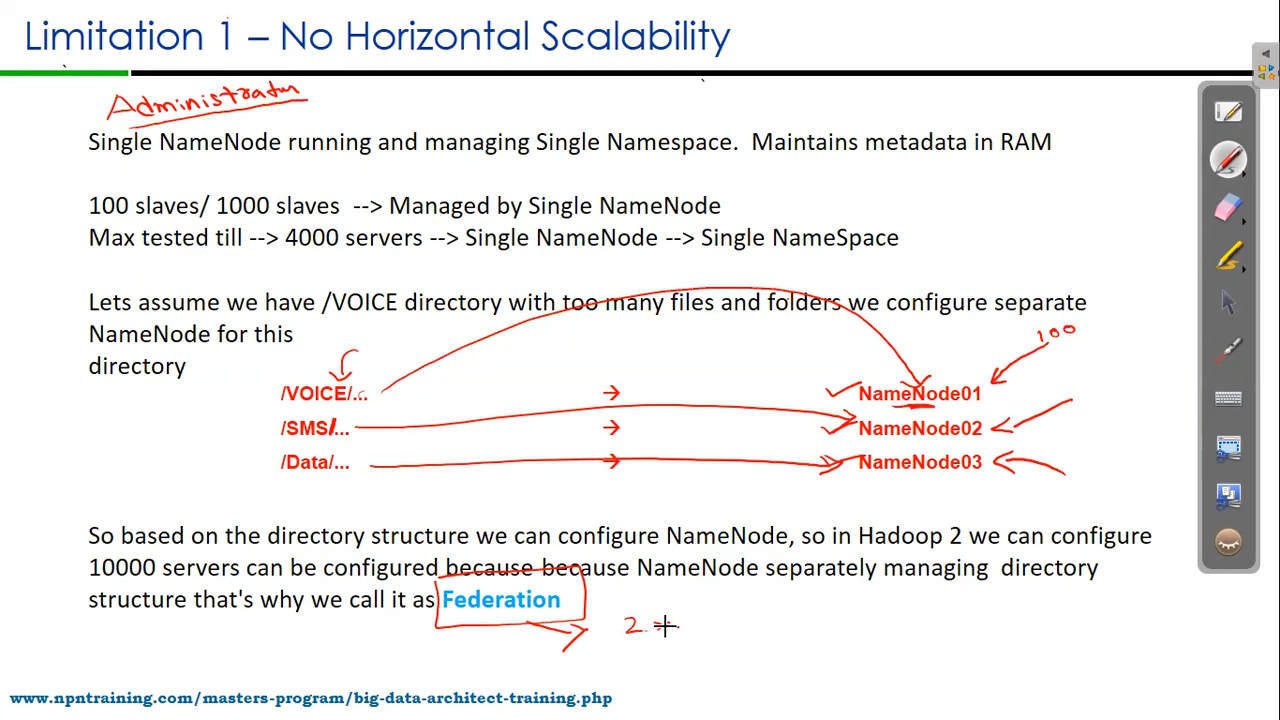 Limitation 1 – No Horizontal Scalability
Administrator
Single NameNode running and managing Single Namespace.  Maintains metadata in RAM
100 slaves/ 1000 slaves  --> Managed by Single NameNode
Max tested till --> 4000 servers --> Single NameNode --> Single NameSpace
Lets assume we have /VOICE directory with too many files and folders we configure separate
NameNode for this
directory
100
/VOICE/... → NameNode01
/SMS/... → NameNode02
/Data/... → NameNode03
So based on the directory structure we can configure NameNode, so in Hadoop 2 we can configure
10000 servers can be configured because because NameNode separately managing  directory
structure that's why we call it as Federation
2.
www.npntraining.com/masters-program/big-data-architect-training.php